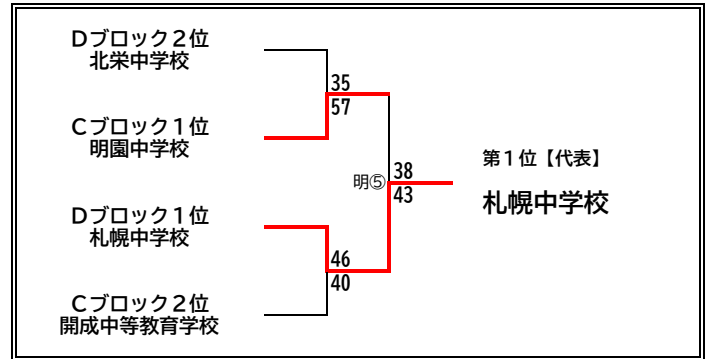 Dブロック2位
北栄中学校
35
57
Cブロック1位
明園中学校
第1位【代表】
札幌中学校
明⑤
38
43
Dブロック1位
札幌中学校
46
40
Cブロック2位
開成中等教育学校